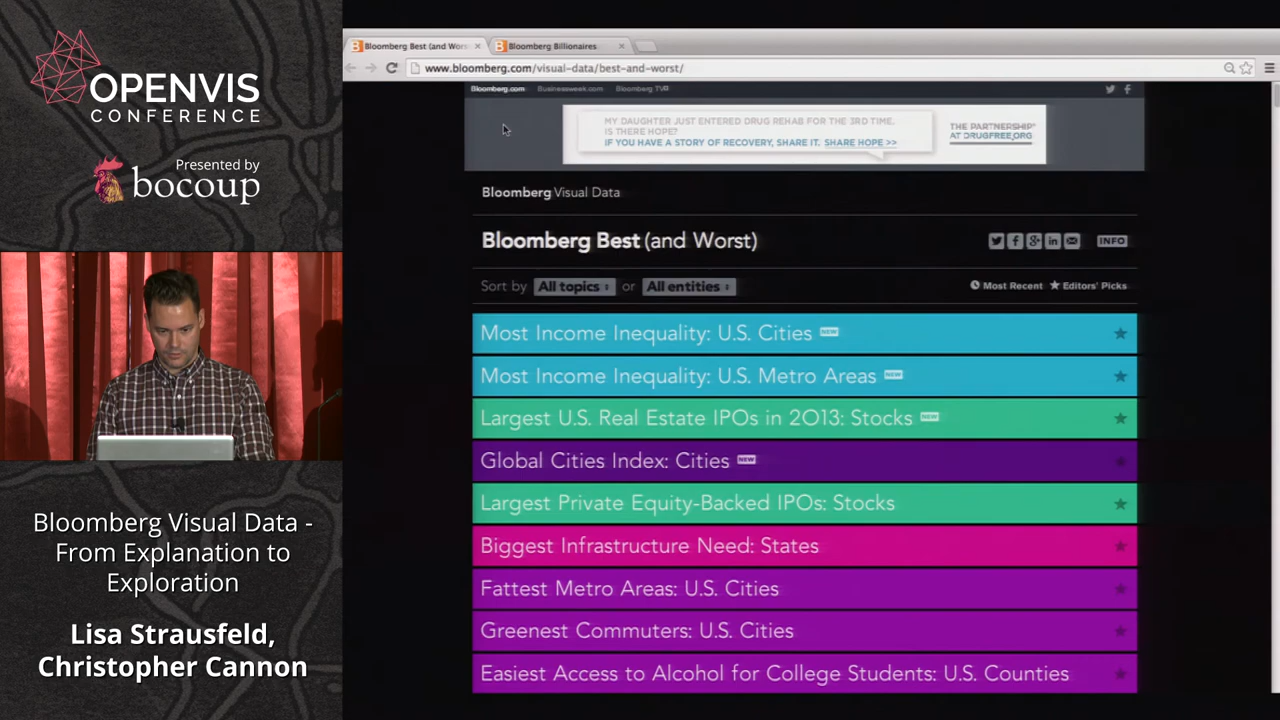 OPENVIS
CONFERENCE
Presented by
bocoup
Bloomberg Visual Data -
From Explanation to
Exploration
Lisa Strausfeld,
Christopher Cannon
Bloomberg Best (and Wors
Bloomberg Billionaires
www.bloomberg.com/visual-data/best-and-worst/
Bloomberg.com Businessweek.com Bloomberg TV
MY DAUGHTER JUST ENTERED DRUG REHAB FOR THE 3RD TIME.
IS THERE HOPE?
IF YOU HAVE A STORY OF RECOVERY, SHARE IT. SHARE HOPE >>
THE PARTNERSHIP
AT DRUGFREE.ORG
Bloomberg Visual Data
Bloomberg Best (and Worst)
INFO
Sort by All topics or All entities
Most Recent ★ Editors' Picks
Most Income Inequality: U.S. Cities NEW
Most Income Inequality: U.S. Metro Areas NEW
Largest U.S. Real Estate IPOs in 2013: Stocks NEW
Global Cities Index: Cities NEW
Largest Private Equity-Backed IPOs: Stocks
Biggest Infrastructure Need: States
Fattest Metro Areas: U.S. Cities
Greenest Commuters: U.S. Cities
Easiest Access to Alcohol for College Students: U.S. Counties